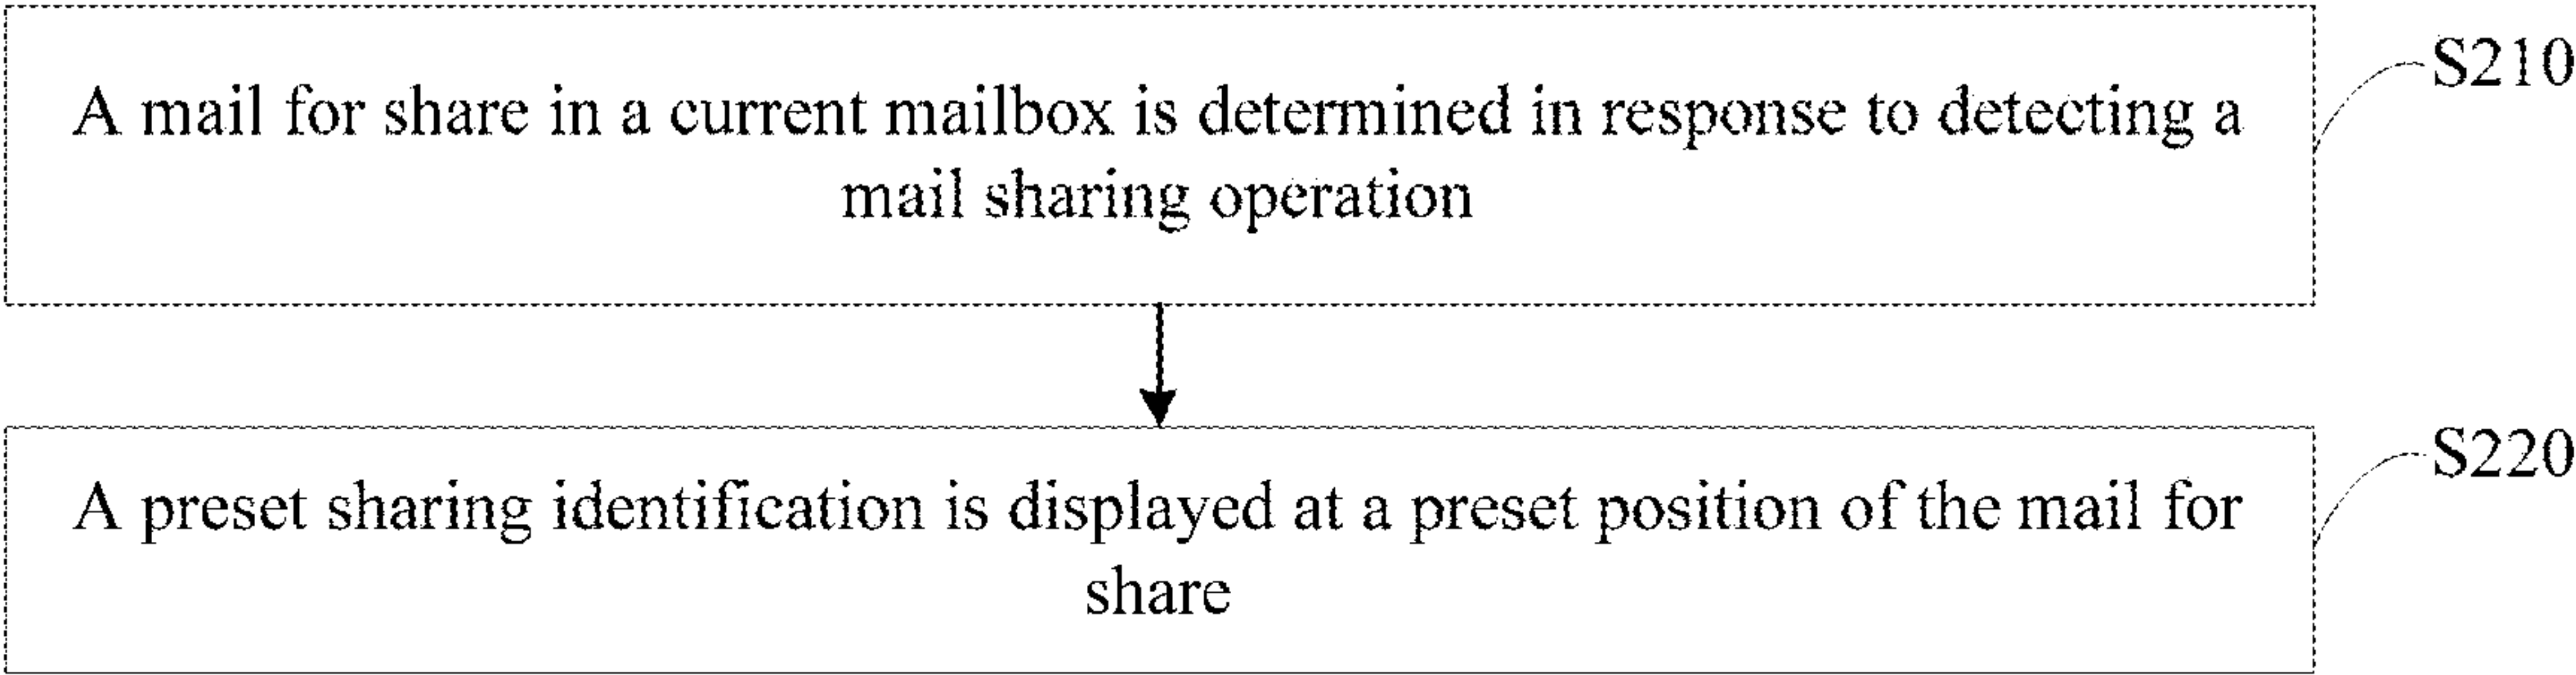 A mail for share in a current mailbox is determined in response to detecting a
mail sharing operation
S210
A preset sharing identification is displayed at a preset position of the mail for
share
S220